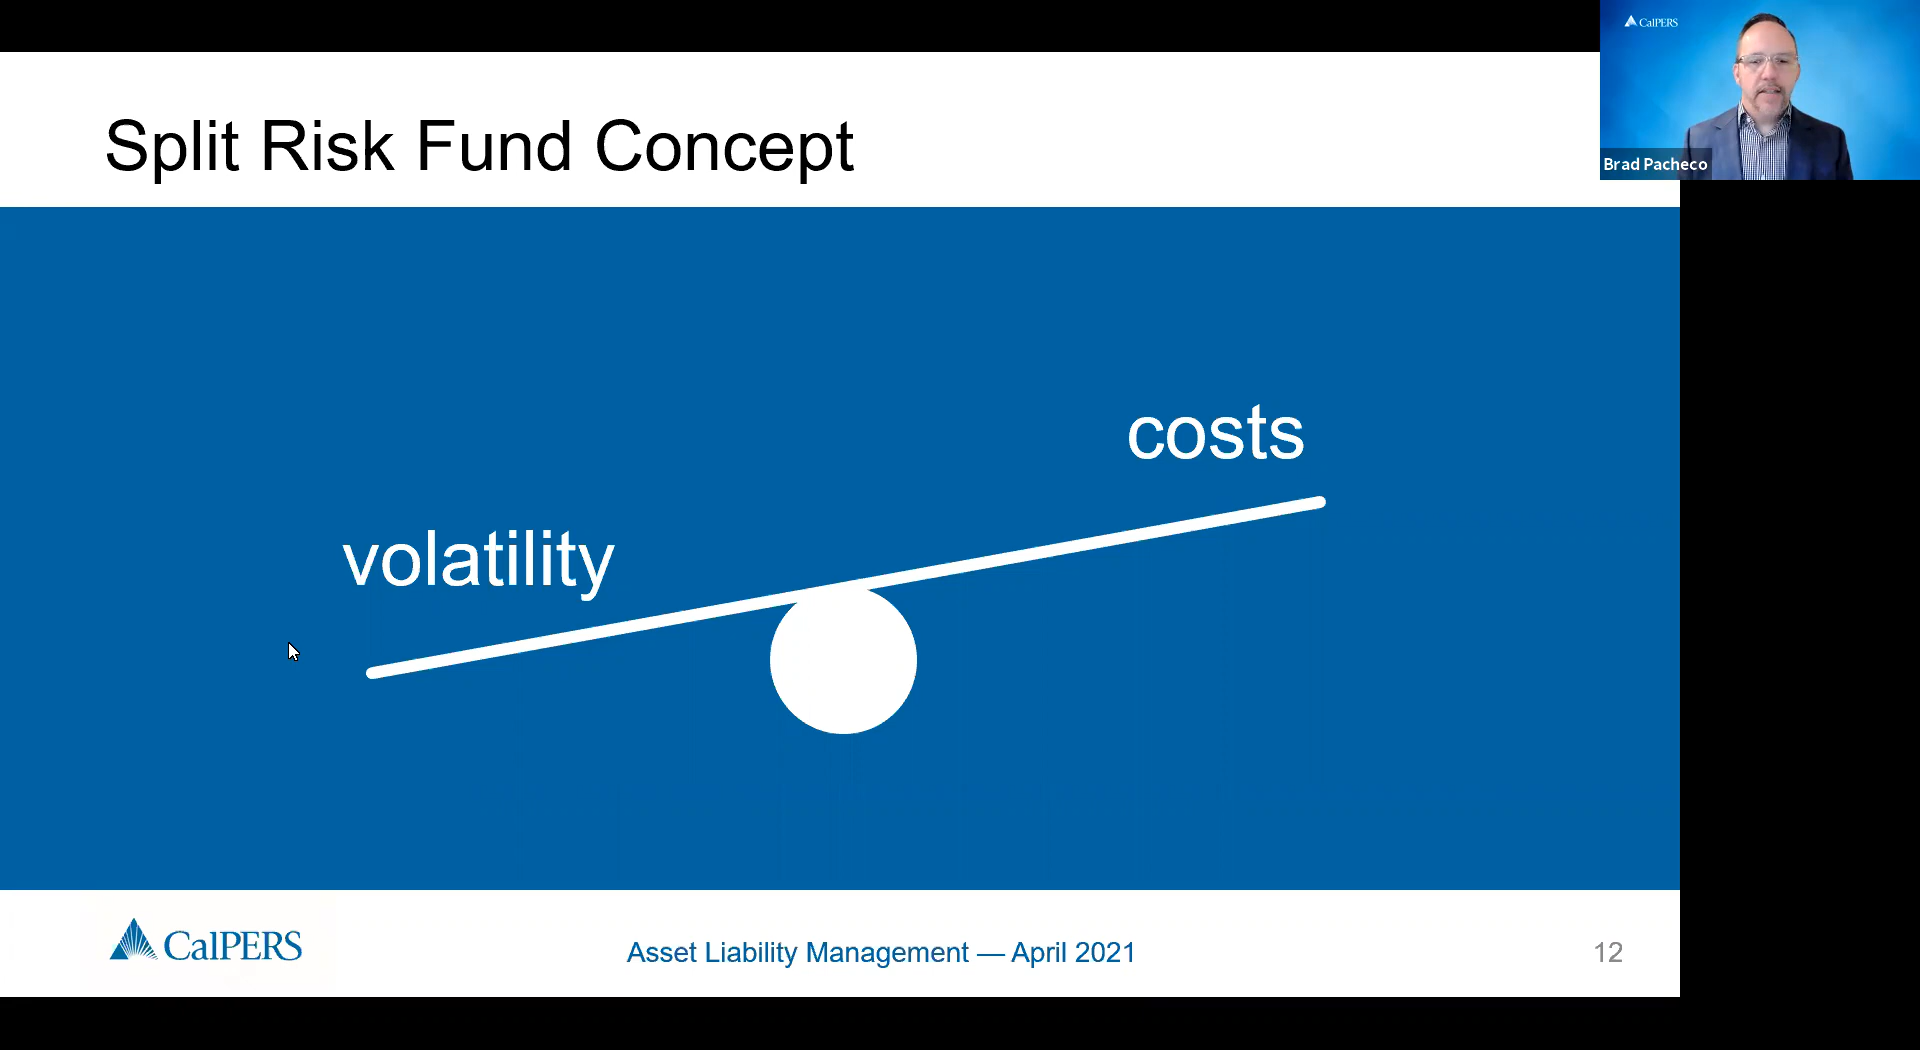 CalPERS
Brad Pacheco
Split Risk Fund Concept
costs
volatility
CalPERS
Asset Liability Management — April 2021
12